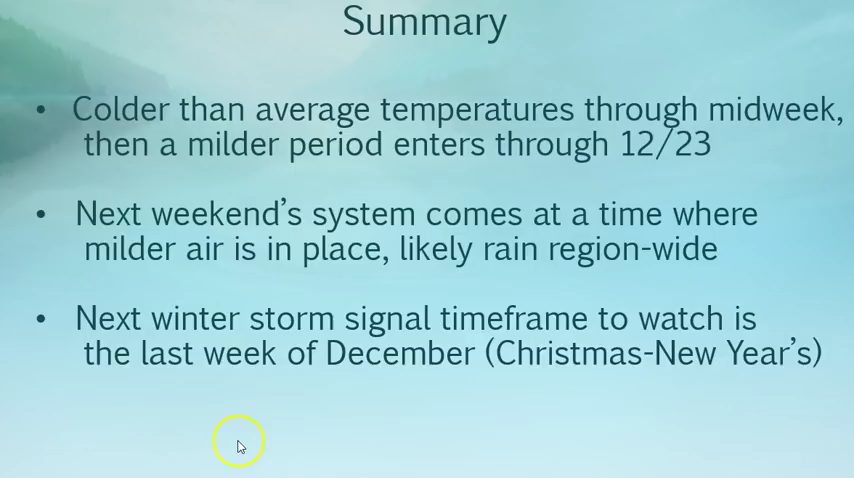 Summary
• Colder than average temperatures through midweek,
then a milder period enters through 12/23
• Next weekend’s system comes at a time where
milder air is in place, likely rain region-wide
• Next winter storm signal timeframe to watch is
the last week of December (Christmas-New Year’s)